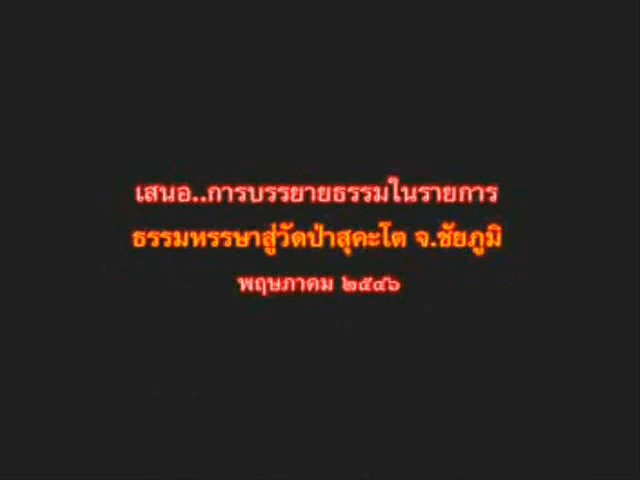 เสนอ..การบรรยายธรรมในรายการ
ธรรมหรรษาสู่วัดป่าสุคะโต จ.ชัยภูมิ
พฤษภาคม ๒๕๔๖